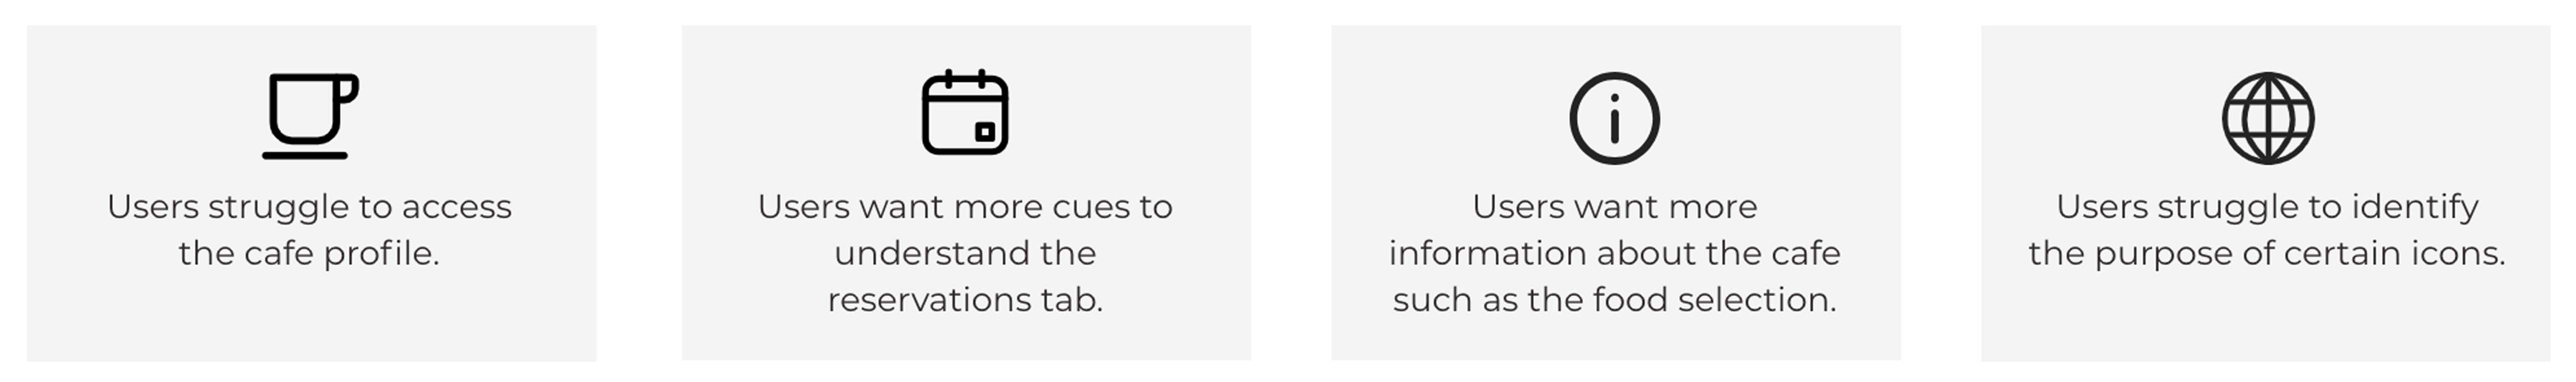 Users struggle to access
the cafe profile.
Users want more cues to
understand the
reservations tab.
Users want more
information about the cafe
such as the food selection.
Users struggle to identify
the purpose of certain icons.